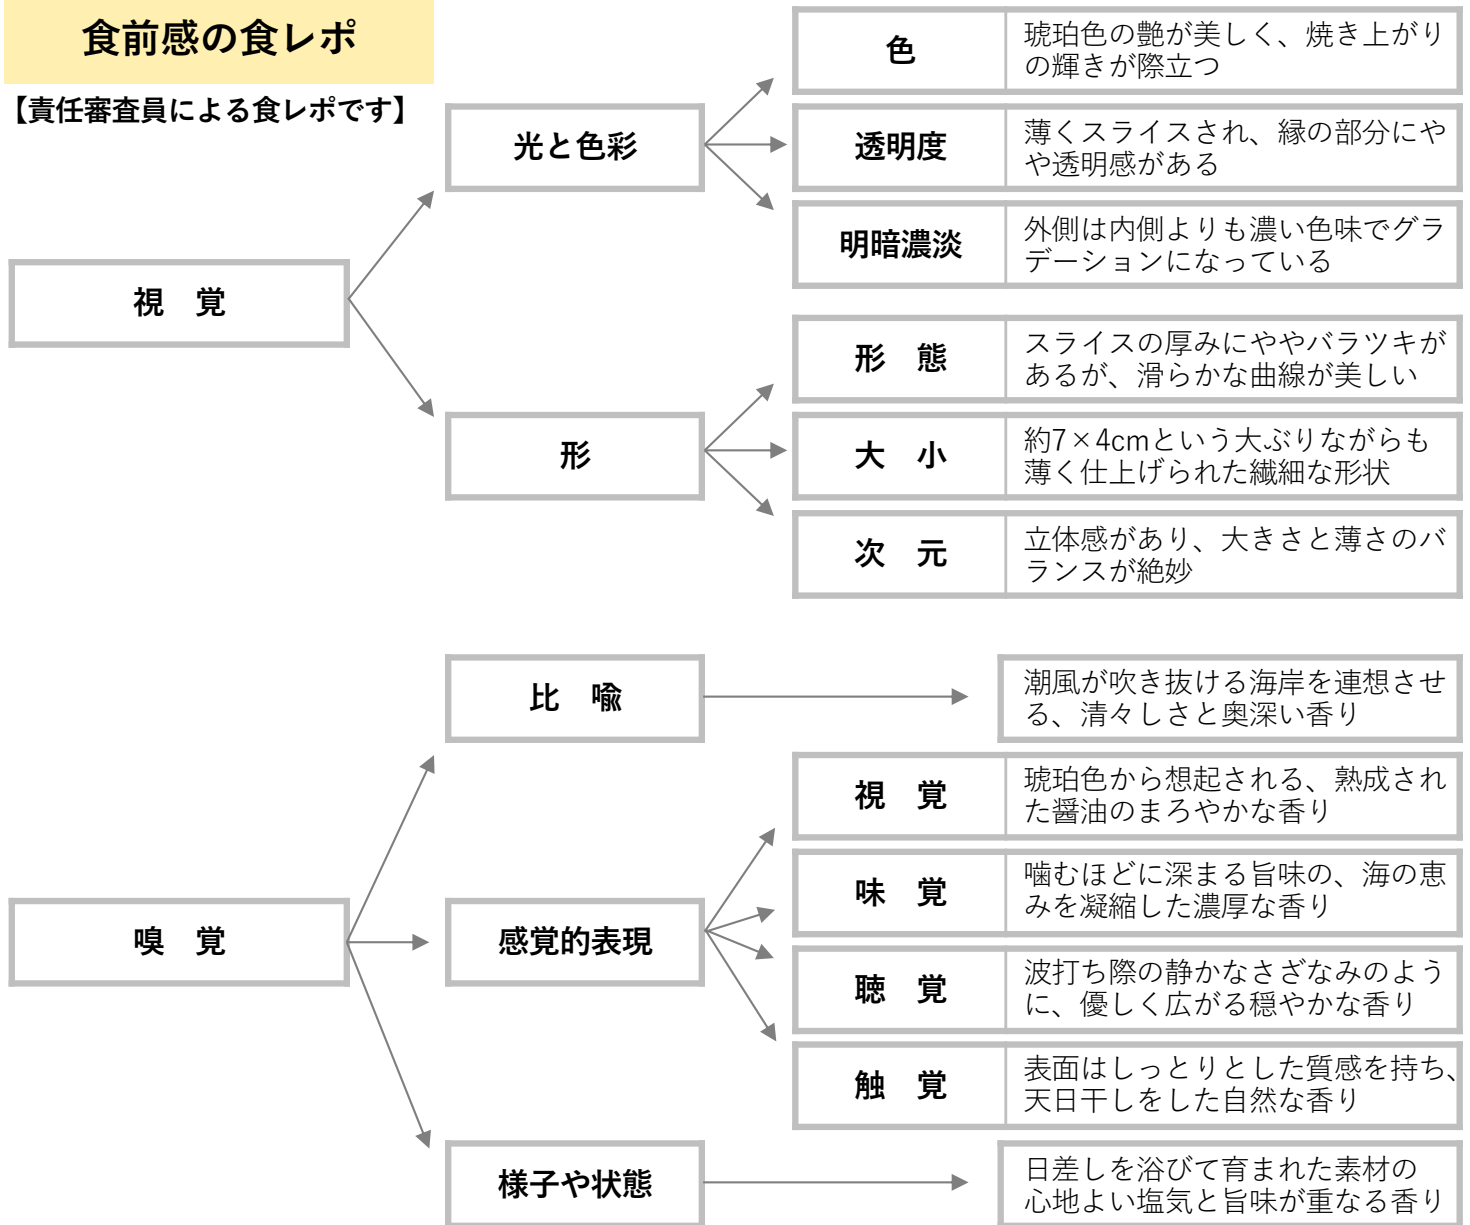 食前感の食レポ
【責任審査員による食レポです】
視　覚
光と色彩
色
琥珀色の艶が美しく、焼き上がり
の輝きが際立つ
透明度
薄くスライスされ、縁の部分にや
や透明感がある
明暗濃淡
外側は内側よりも濃い色味でグラ
デーションになっている
形
形　態
スライスの厚みにややバラツキが
あるが、滑らかな曲線が美しい
大　小
約7×4cmという大ぶりながらも
薄く仕上げられた繊細な形状
次　元
立体感があり、大きさと薄さのバ
ランスが絶妙
嗅　覚
比　喩
潮風が吹き抜ける海岸を連想させ
る、清々しさと奥深い香り
感覚的表現
視　覚
琥珀色から想起される、熟成され
た醤油のまろやかな香り
味　覚
噛むほどに深まる旨味の、海の恵
みを凝縮した濃厚な香り
聴　覚
波打ち際の静かなさざなみのよう
に、優しく広がる穏やかな香り
触　覚
表面はしっとりとした質感を持ち、
天日干しをした自然な香り
様子や状態
日差しを浴びて育まれた素材の
心地よい塩気と旨味が重なる香り